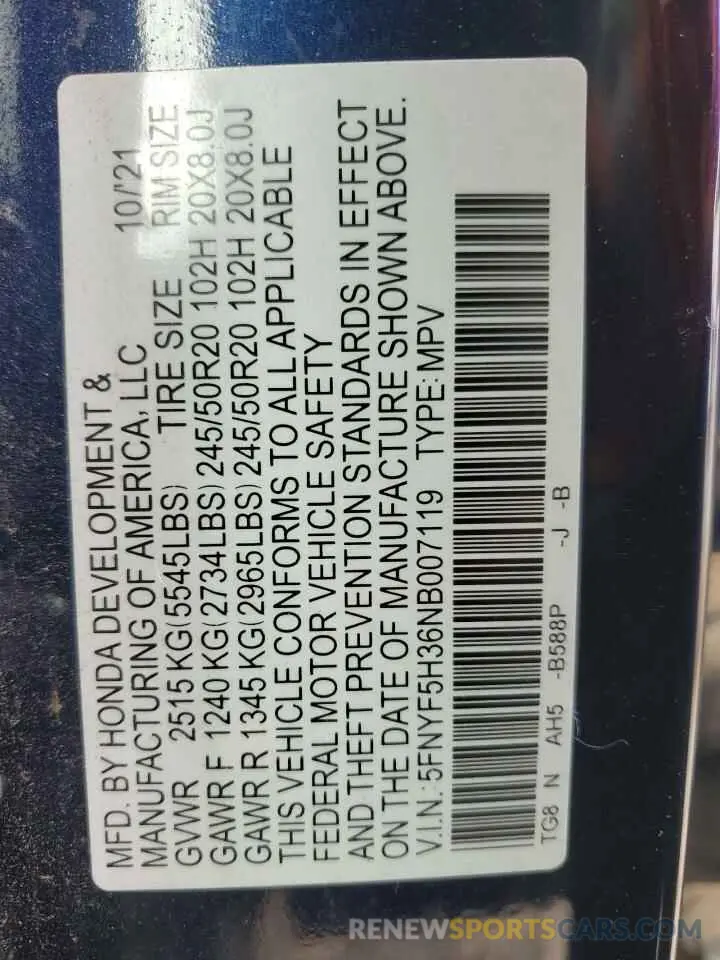 MFD. BY HONDA DEVELOPMENT &
MANUFACTURING OF AMERICA, LLC 10/'21
GVWR 2515 KG(5545LBS) TIRE SIZE RIM SIZE
GAWR F 1240 KG(2734LBS) 245/50R20 102H 20X8.0J
GAWR R 1345 KG(2965LBS) 245/50R20 102H 20X8.0J
THIS VEHICLE CONFORMS TO ALL APPLICABLE
FEDERAL MOTOR VEHICLE SAFETY
AND THEFT PREVENTION STANDARDS IN EFFECT
ON THE DATE OF MANUFACTURE SHOWN ABOVE.
V.I.N.: 5FNYF5H36NB007119 TYPE: MPV
TG8 N AH5 -B588P -J -B
RENEWSPORTSCARS.COM